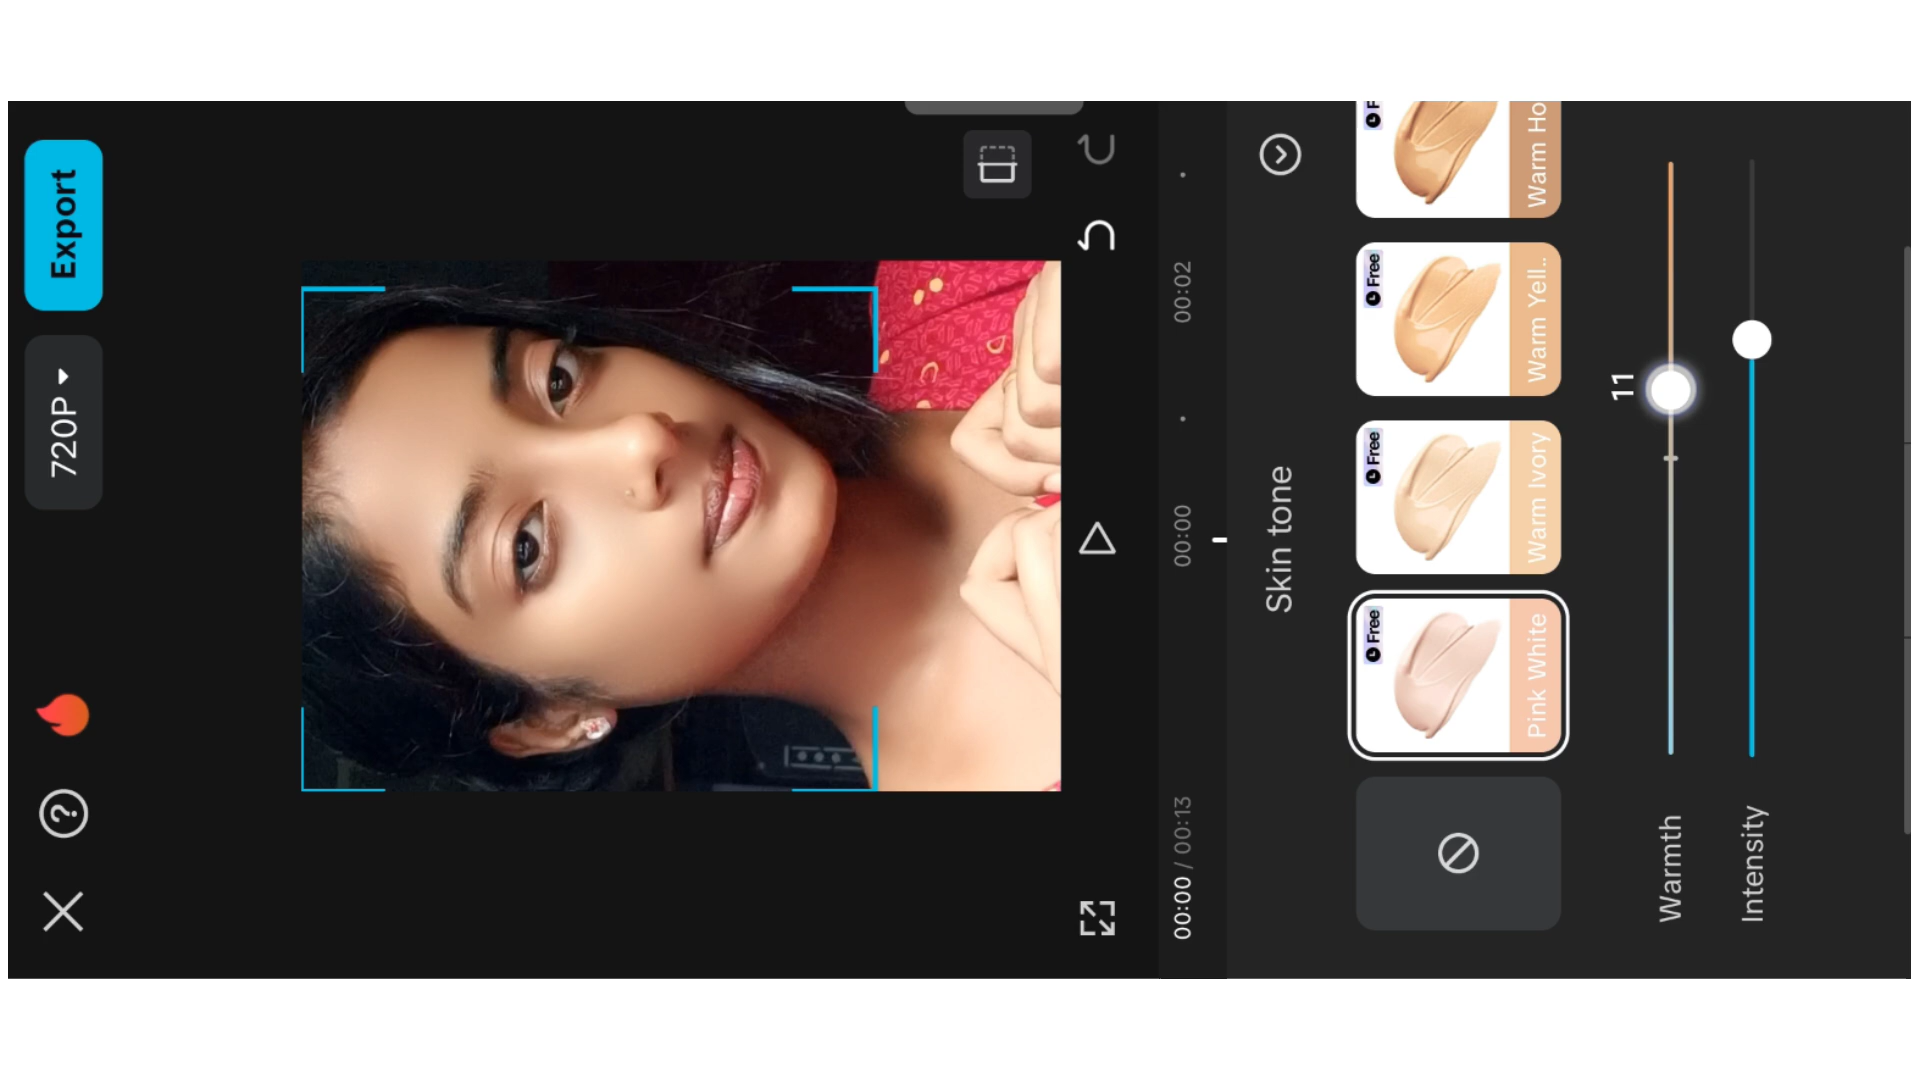 720P
Export
00:00 / 00:13
00:00
00:02
Skin tone
Free
Pink White
Free
Warm Ivory
Free
Warm Yell..
F
Warm Ho
11
Warmth
Intensity